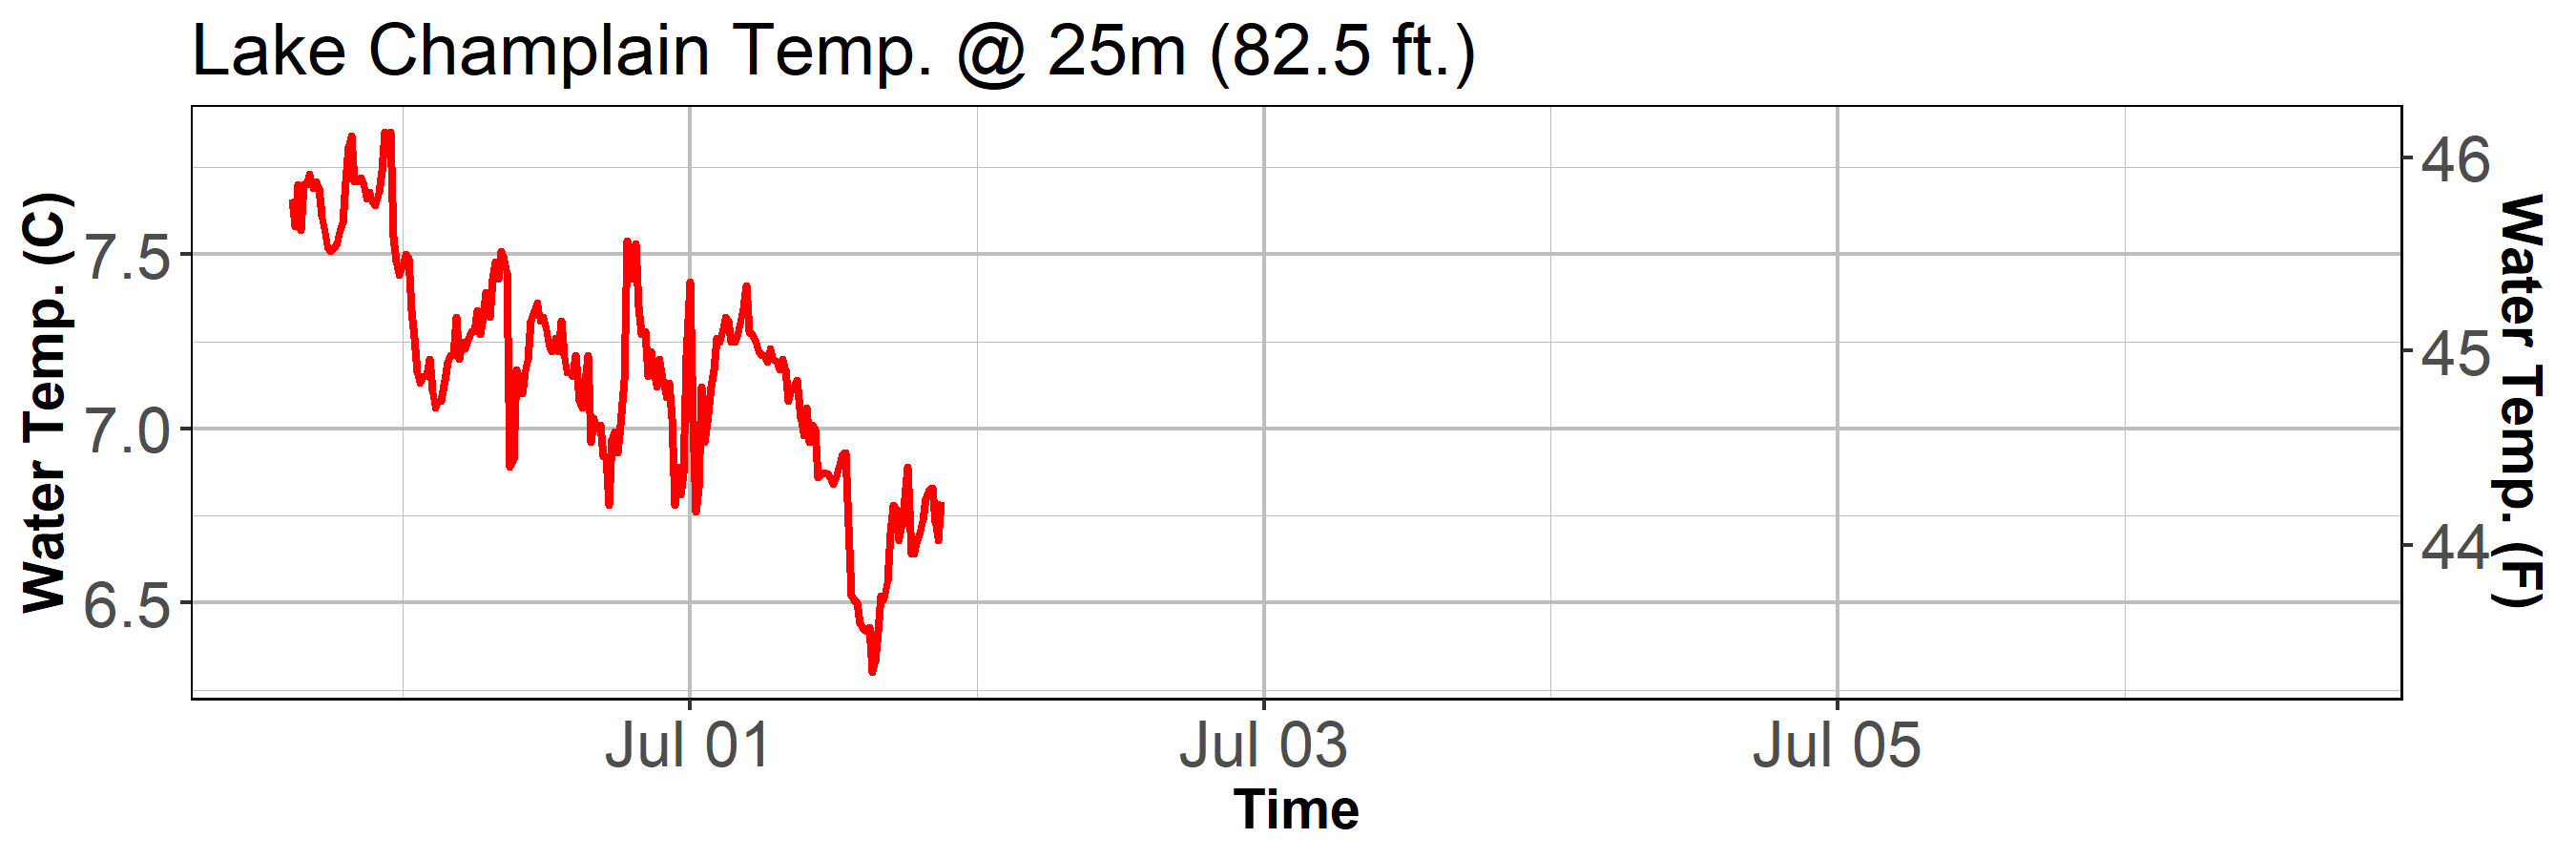 Lake Champlain Temp. @ 25m (82.5 ft.)
Water Temp. (C)
7.5
7.0
6.5
46
45
44
Water Temp. (F)
Jul 01 Jul 03 Jul 05
Time